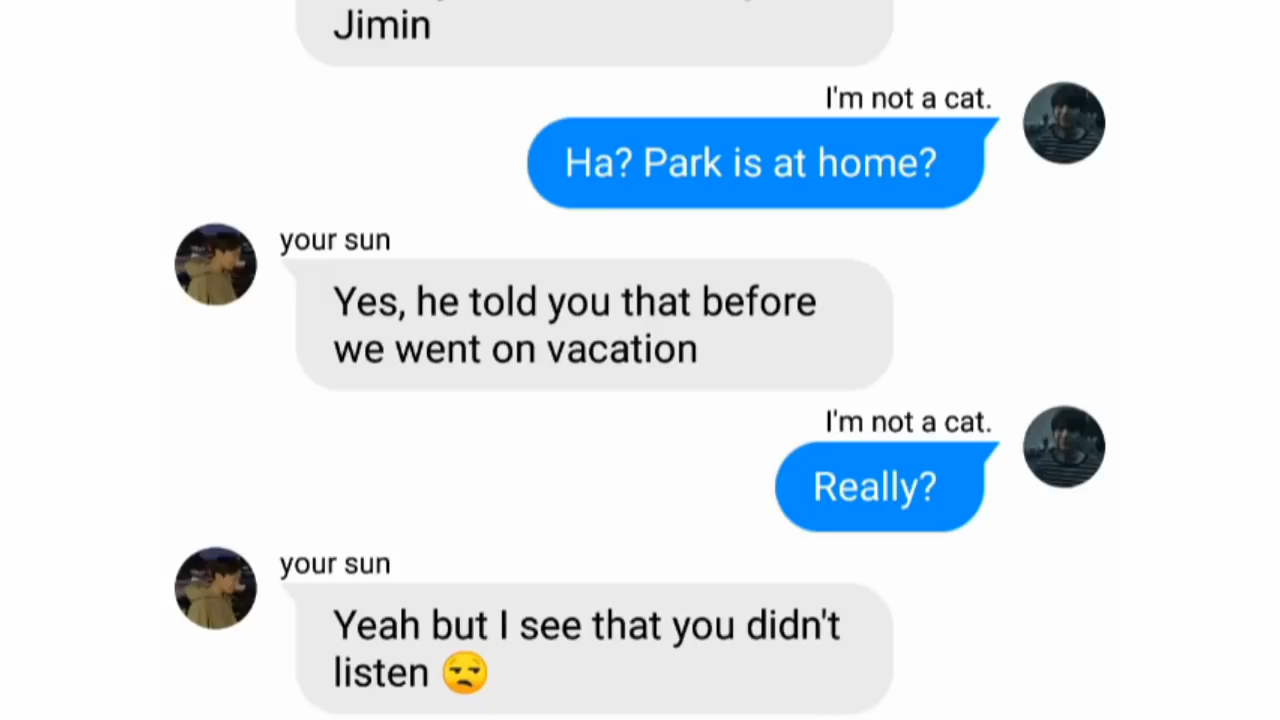 Jimin
I'm not a cat.
Ha? Park is at home?
your sun
Yes, he told you that before
we went on vacation
I'm not a cat.
Really?
your sun
Yeah but I see that you didn't
listen 😒